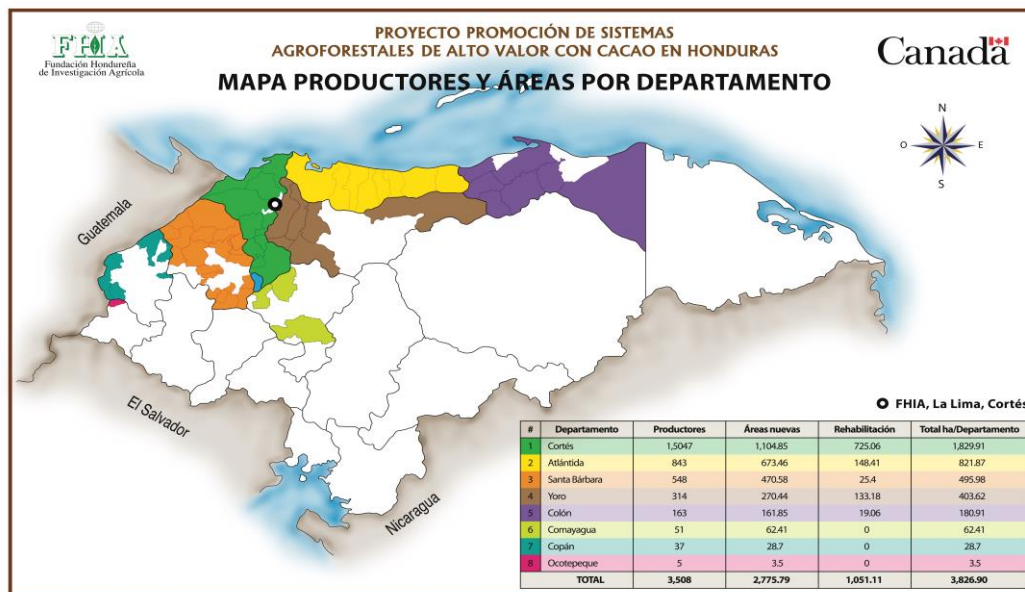 FHIA
Fundación Hondureña
de Investigación Agrícola
PROYECTO PROMOCIÓN DE SISTEMAS
AGROFORESTALES DE ALTO VALOR CON CACAO EN HONDURAS
MAPA PRODUCTORES Y ÁREAS POR DEPARTAMENTO
Canada
N
O E
S
Guatemala
El Salvador
Nicaragua
FHIA, La Lima, Cortés
# Departamento Productores Áreas nuevas Rehabilitación Total ha/Departamento
1 Cortés 1,5047 1,104.85 725.06 1,829.91
2 Atlántida 843 673.46 148.41 821.87
3 Santa Bárbara 548 470.58 25.4 495.98
4 Yoro 314 270.44 133.18 403.62
5 Colón 163 161.85 19.06 180.91
6 Comayagua 51 62.41 0 62.41
7 Copán 37 28.7 0 28.7
8 Ocotepeque 5 3.5 0 3.5
TOTAL 3,508 2,775.79 1,051.11 3,826.90